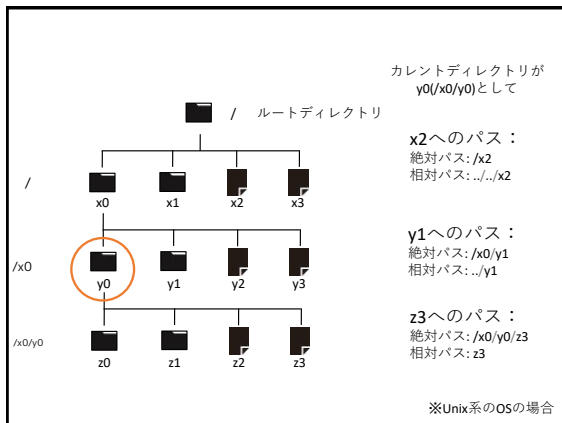 カレントディレクトリが
y0(/x0/y0)として
/ ルートディレクトリ
x2へのパス：
絶対パス: /x2
相対パス: ../../x2
/
x0 x1 x2 x3
y1へのパス：
絶対パス: /x0/y1
相対パス: ../y1
/x0
y0 y1 y2 y3
z3へのパス：
絶対パス: /x0/y0/z3
相対パス: z3
/x0/y0
z0 z1 z2 z3
※Unix系のOSの場合